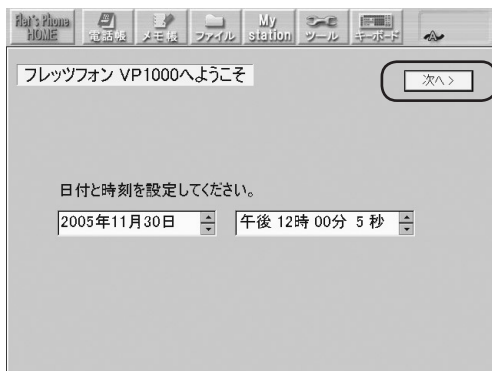 Flet's Phone HOME
電話帳
メモ帳
ファイル
My station
ツール
キーボード
フレッツフォン VP1000へようこそ
次へ >
日付と時刻を設定してください。
2005年11月30日
午後 12時 00分 5 秒